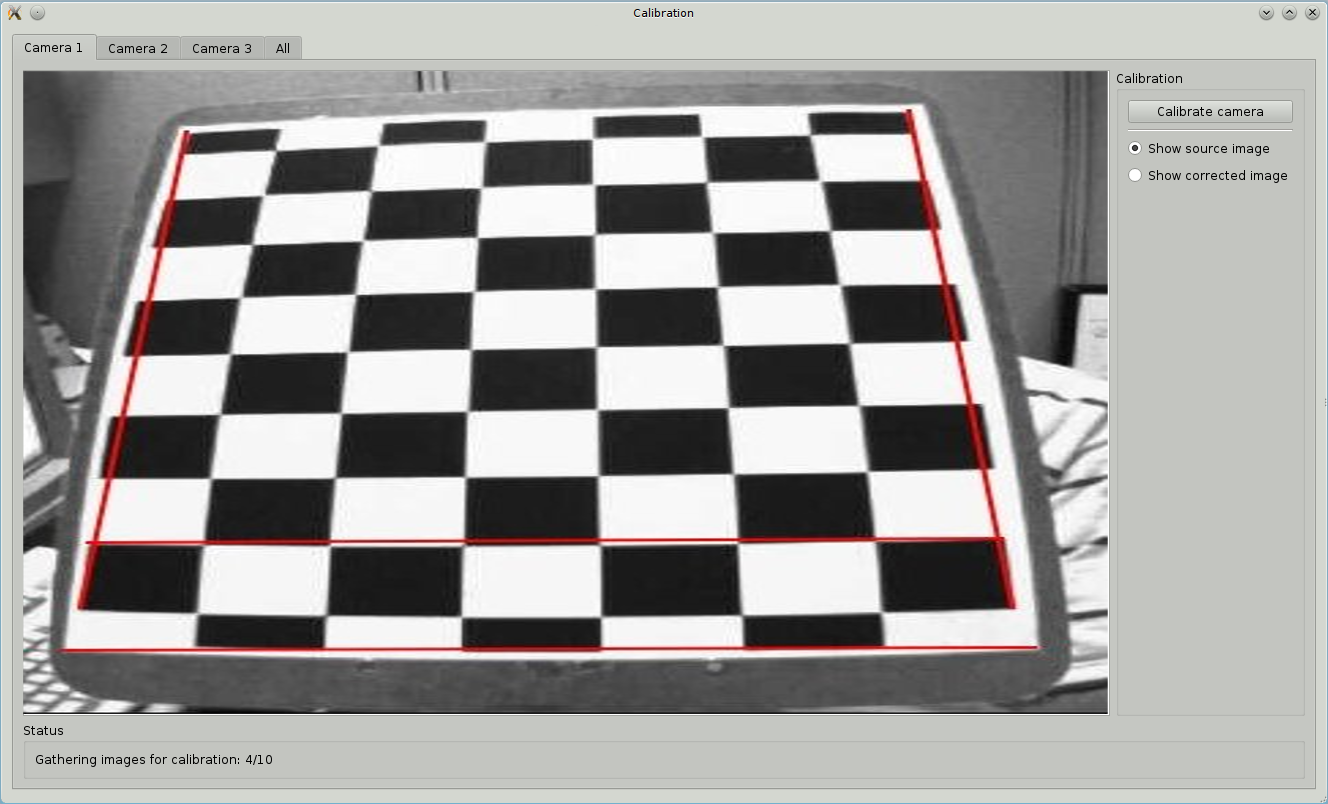 Calibration
Camera 1
Camera 2
Camera 3
All
Calibration
Calibrate camera
Show source image
Show corrected image
Status
Gathering images for calibration: 4/10